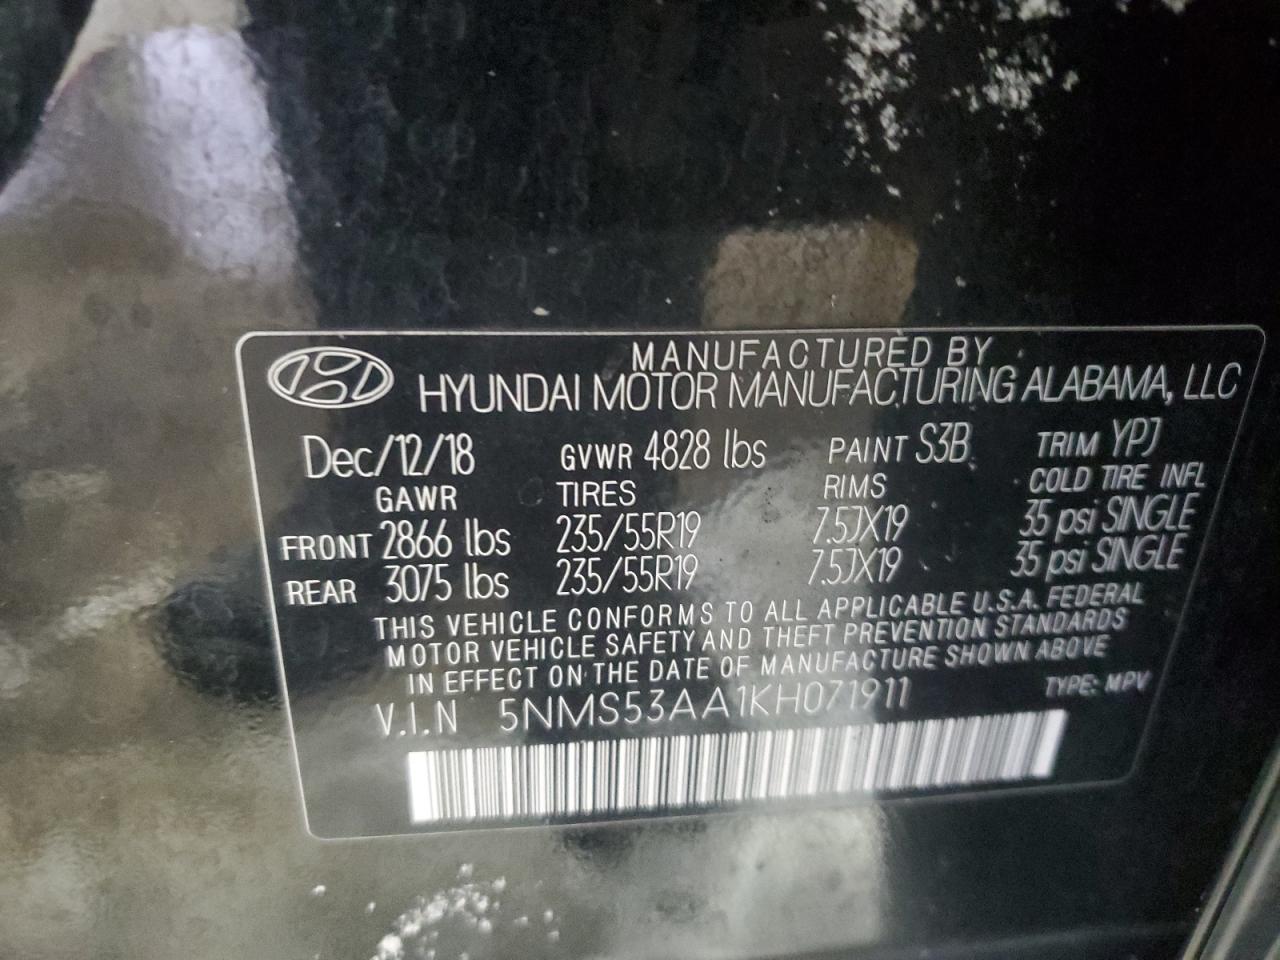 MANUFACTURED BY
HYUNDAI MOTOR MANUFACTURING ALABAMA, LLC
Dec/12/18 GVWR 4828 lbs PAINT S3B TRIM YPJ
GAWR TIRES RIMS COLD TIRE INFL
FRONT 2866 lbs 235/55R19 7.5JX19 35 psi SINGLE
REAR 3075 lbs 235/55R19 7.5JX19 35 psi SINGLE
THIS VEHICLE CONFORMS TO ALL APPLICABLE U.S.A. FEDERAL
MOTOR VEHICLE SAFETY AND THEFT PREVENTION STANDARDS
IN EFFECT ON THE DATE OF MANUFACTURE SHOWN ABOVE
V.I.N 5NMS53AA1KH071911 TYPE: MPV